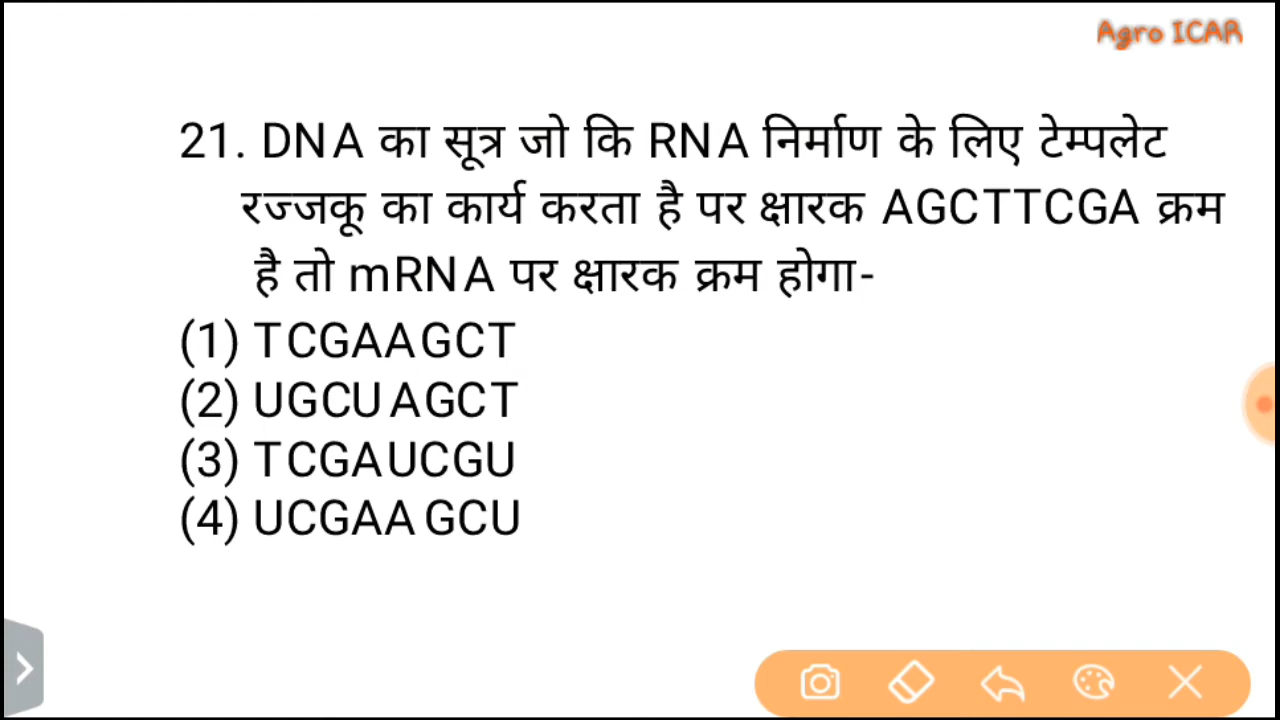 Agro ICAR
21. DNA का सूत्र जो कि RNA निर्माण के लिए टेम्पलेट
रज्जकू का कार्य करता है पर क्षारक AGCTTCGA क्रम
है तो mRNA पर क्षारक क्रम होगा-
(1) TCGAAGCT
(2) UGCUAGCT
(3) TCGAUCGU
(4) UCGAAGCU